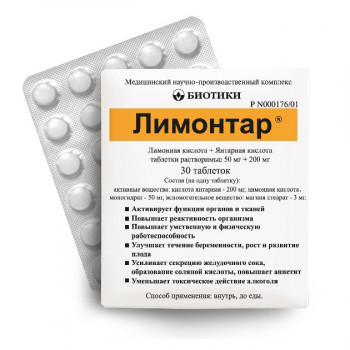 Медицинский научно-производственный комплекс
БИОТИКИ
Р N000176/01
Лимонтар®
Лимонная кислота + Янтарная кислота
таблетки растворимые 50 мг + 200 мг
30 таблеток
Состав (на одну таблетку):
активные вещества: кислота янтарная - 200 мг, лимонная кислота,
моногидрат - 50 мг, вспомогательное вещество: магния стеарат - 3 мг.
▪ Активирует функции органов и тканей
▪ Повышает реактивность организма
▪ Повышает умственную и физическую
работоспособность
▪ Улучшает течение беременности, рост и развитие
плода
▪ Усиливает секрецию желудочного сока,
образование соляной кислоты, повышает аппетит
▪ Уменьшает токсическое действие алкоголя
Способ применения: внутрь, до еды.